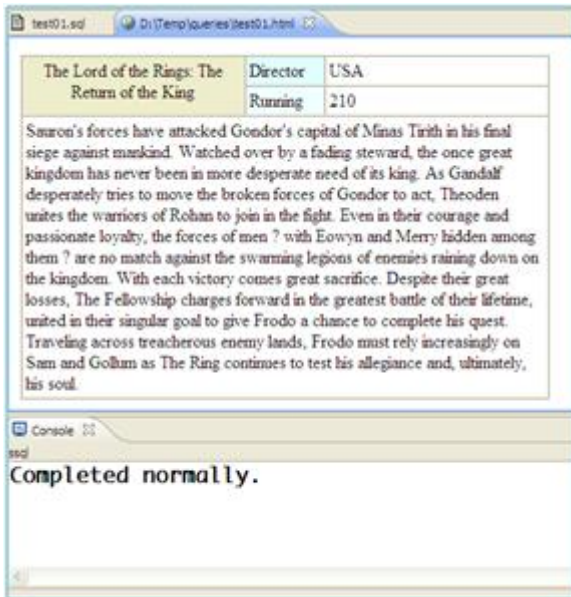 test01.sql D:\Temp\queries\test01.html
The Lord of the Rings: The Director USA
Return of the King Running 210
Sauron's forces have attacked Gondor's capital of Minas Tirith in his final
siege against mankind. Watched over by a fading steward, the once great
kingdom has never been in more desperate need of its king. As Gandalf
desperately tries to move the broken forces of Gondor to act, Theoden
unites the warriors of Rohan to join in the fight. Even in their courage and
passionate loyalty, the forces of men ? with Eowyn and Merry hidden among
them ? are no match against the swarming legions of enemies raining down on
the kingdom. With each victory comes great sacrifice. Despite their great
losses, The Fellowship charges forward in the greatest battle of their lifetime,
united in their singular goal to give Frodo a chance to complete his quest.
Traveling across treacherous enemy lands, Frodo must rely increasingly on
Sam and Gollum as The Ring continues to test his allegiance and, ultimately,
his soul.
Console
ssql
Completed normally.